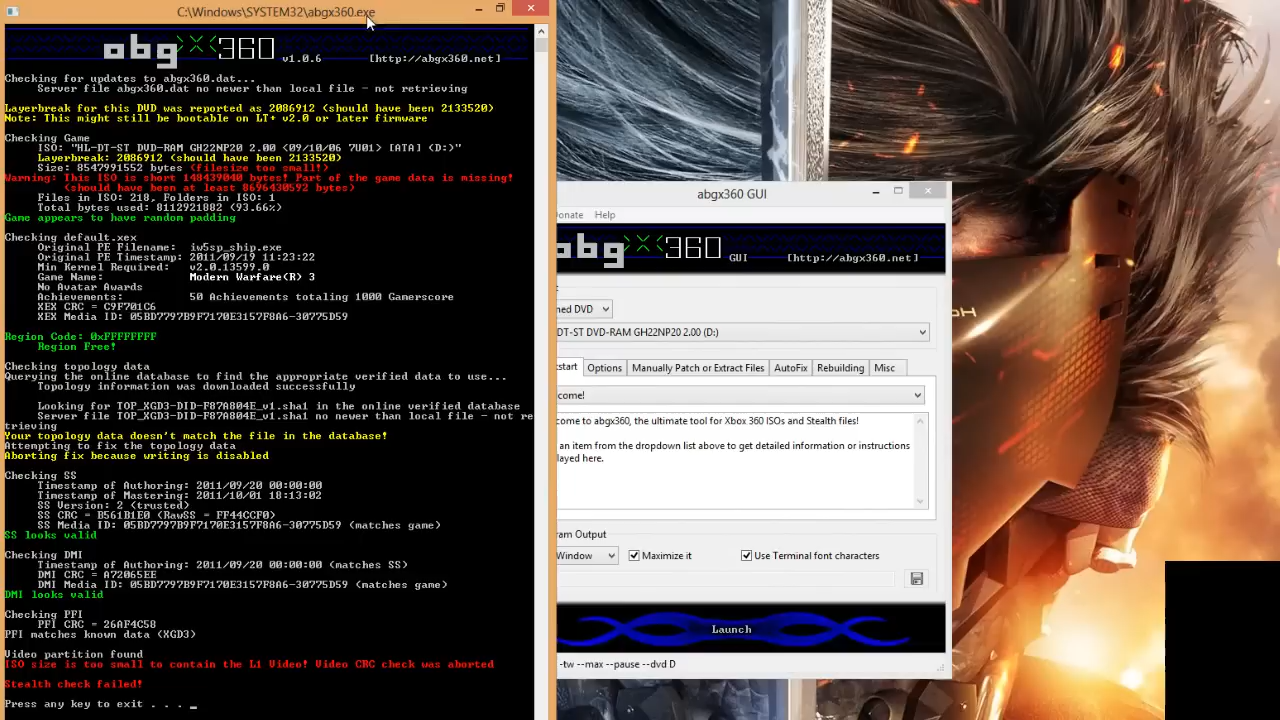 C:\Windows\SYSTEM32\abgx360.exe
abgX360 v1.0.6 [http://abgx360.net]
Checking for updates to abgx360.dat...
Server file abgx360.dat no newer than local file - not retrieving
Layerbreak for this DVD was reported as 2086912 (should have been 2133520)
Note: This might still be bootable on LT+ v2.0 or later firmware
Checking Game
ISO: "HL-DT-ST DVD-RAM GH22NP20 2.00 (09/10/06 7U01) [ATA] (D:)"
Layerbreak: 2086912 (should have been 2133520)
Size: 8547991552 bytes (filesize too small!)
Warning: This ISO is short 148439040 bytes! Part of the game data is missing!
(should have been at least 8696430592 bytes)
Files in ISO: 218, Folders in ISO: 1
Total bytes used: 8112921882 (93.66%)
Game appears to have random padding
Checking default.xex
Original PE Filename: iw5sp_ship.exe
Original PE Timestamp: 2011/09/19 11:23:22
Min Kernel Required: v2.0.13599.0
Game Name: Modern Warfare(R) 3
No Avatar Awards
Achievements: 50 Achievements totaling 1000 Gamerscore
XEX CRC = C9F701C6
XEX Media ID: 05BD7797B9F7170E3157F8A6-30775D59
Region Code: 0xFFFFFFFF
Region Free!
Checking topology data
Querying the online database to find the appropriate verified data to use...
Topology information was downloaded successfully
Looking for TOP_XGD3-DID-F87A804E_v1.sha1 in the online verified database
Server file TOP_XGD3-DID-F87A804E_v1.sha1 no newer than local file - not re
trieving
Your topology data doesn't match the file in the database!
Attempting to fix the topology data
Aborting fix because writing is disabled
Checking SS
Timestamp of Authoring: 2011/09/20 00:00:00
Timestamp of Mastering: 2011/10/01 18:13:02
SS Version: 2 (trusted)
SS CRC = B561B1E0 (RawSS = FF44CCF0)
SS Media ID: 05BD7797B9F7170E3157F8A6-30775D59 (matches game)
SS looks valid
Checking DMI
Timestamp of Authoring: 2011/09/20 00:00:00 (matches SS)
DMI CRC = A72065EE
DMI Media ID: 05BD7797B9F7170E3157F8A6-30775D59 (matches game)
DMI looks valid
Checking PFI
PFI CRC = 26AF4C58
PFI matches known data (XGD3)
Video partition found
ISO size is too small to contain the L1 Video! Video CRC check was aborted
Stealth check failed!
Press any key to exit . . . _
abgx360 GUI
onate Help
abgX360 GUI [http://abgx360.net]
ned DVD
DT-ST DVD-RAM GH22NP20 2.00 (D:)
start Options Manually Patch or Extract Files AutoFix Rebuilding Misc
come!
come to abgx360, the ultimate tool for Xbox 360 ISOs and Stealth files!
an item from the dropdown list above to get detailed information or instructions
layed here.
ram Output
Window Maximize it Use Terminal font characters
Launch
-tw --max --pause --dvd D